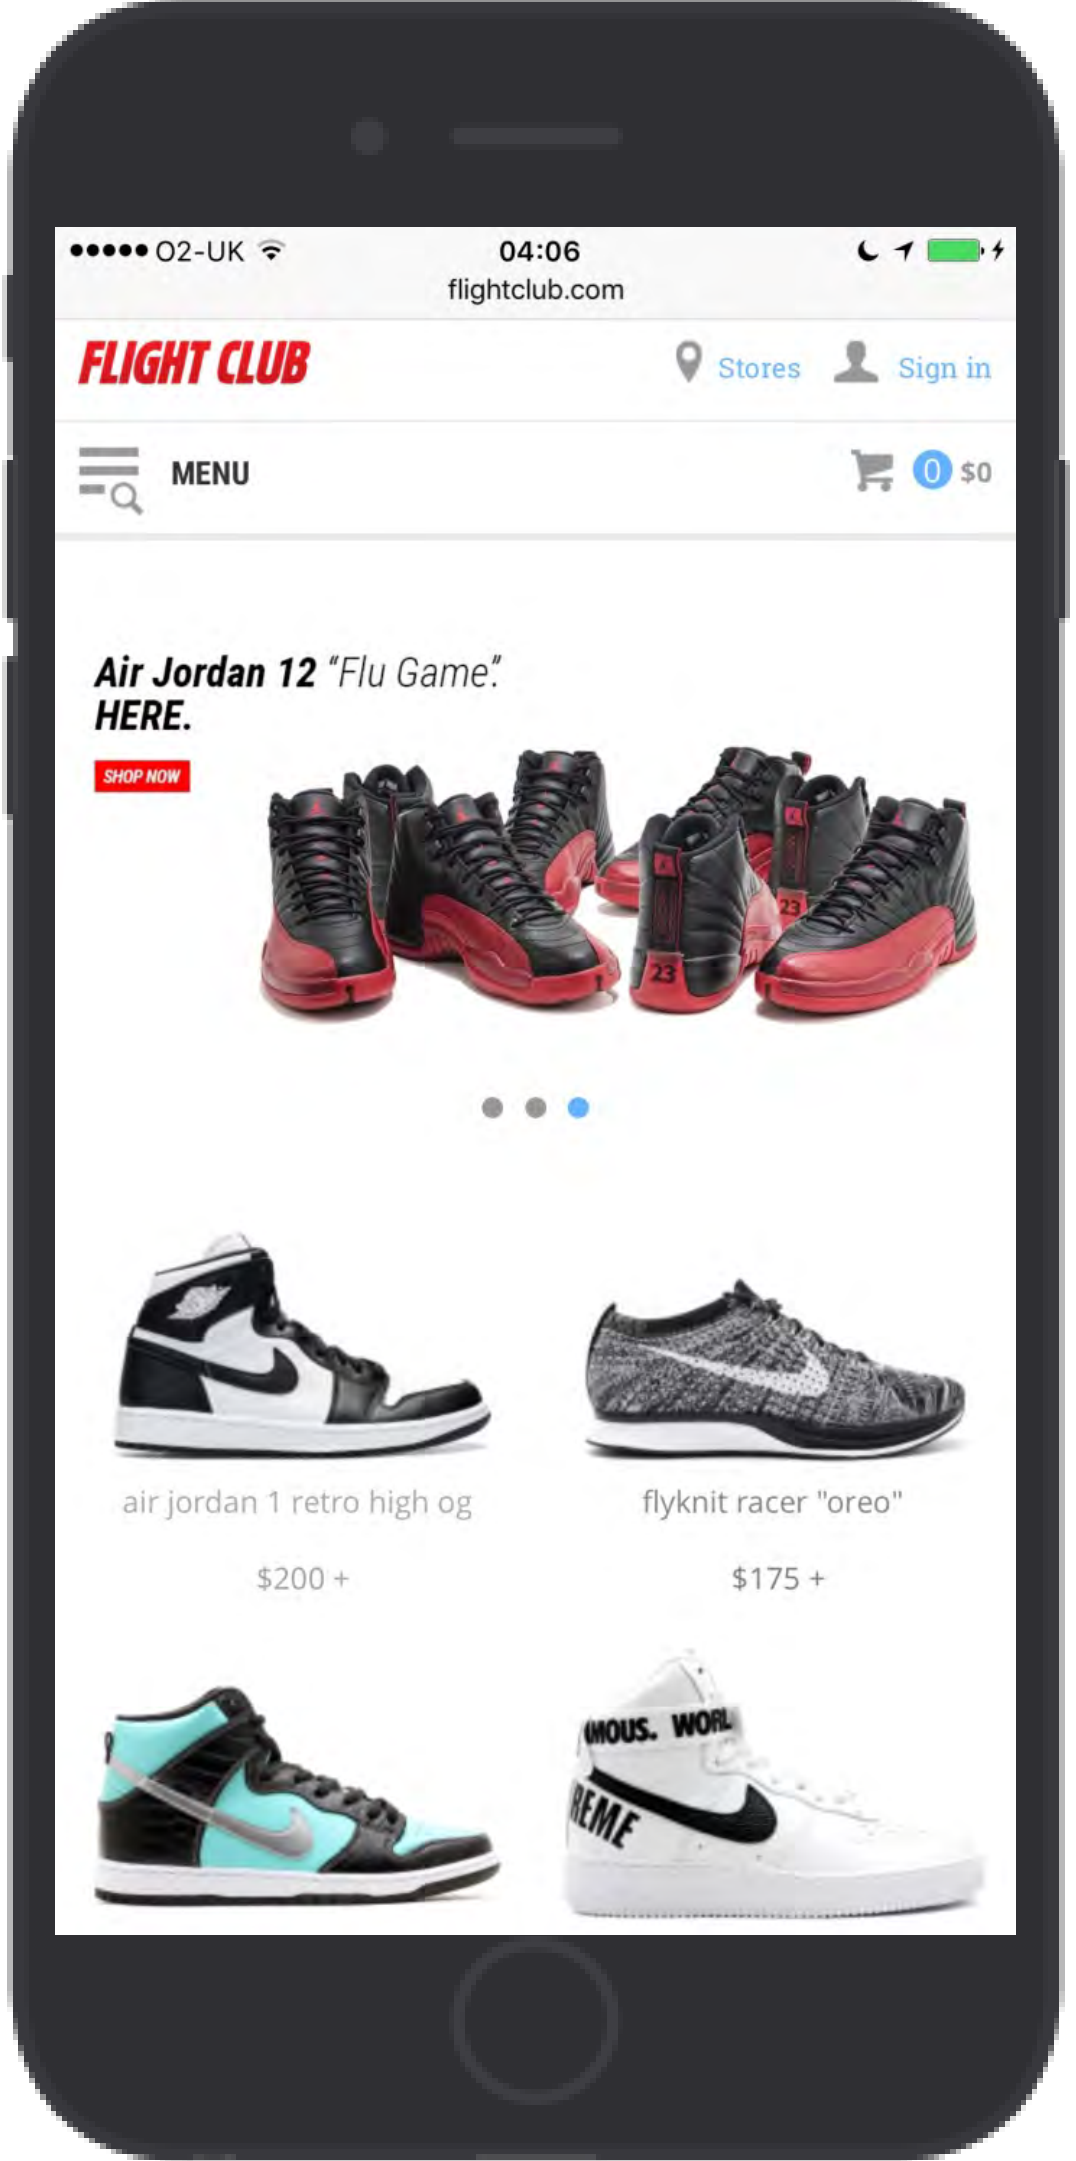 O2-UK 04:06
flightclub.com
FLIGHT CLUB Stores Sign in
MENU 0 $0
Air Jordan 12 “Flu Game”.
HERE.
SHOP NOW
23
23
air jordan 1 retro high og flyknit racer "oreo"
$200 + $175 +
AMOUS. WORL
REME